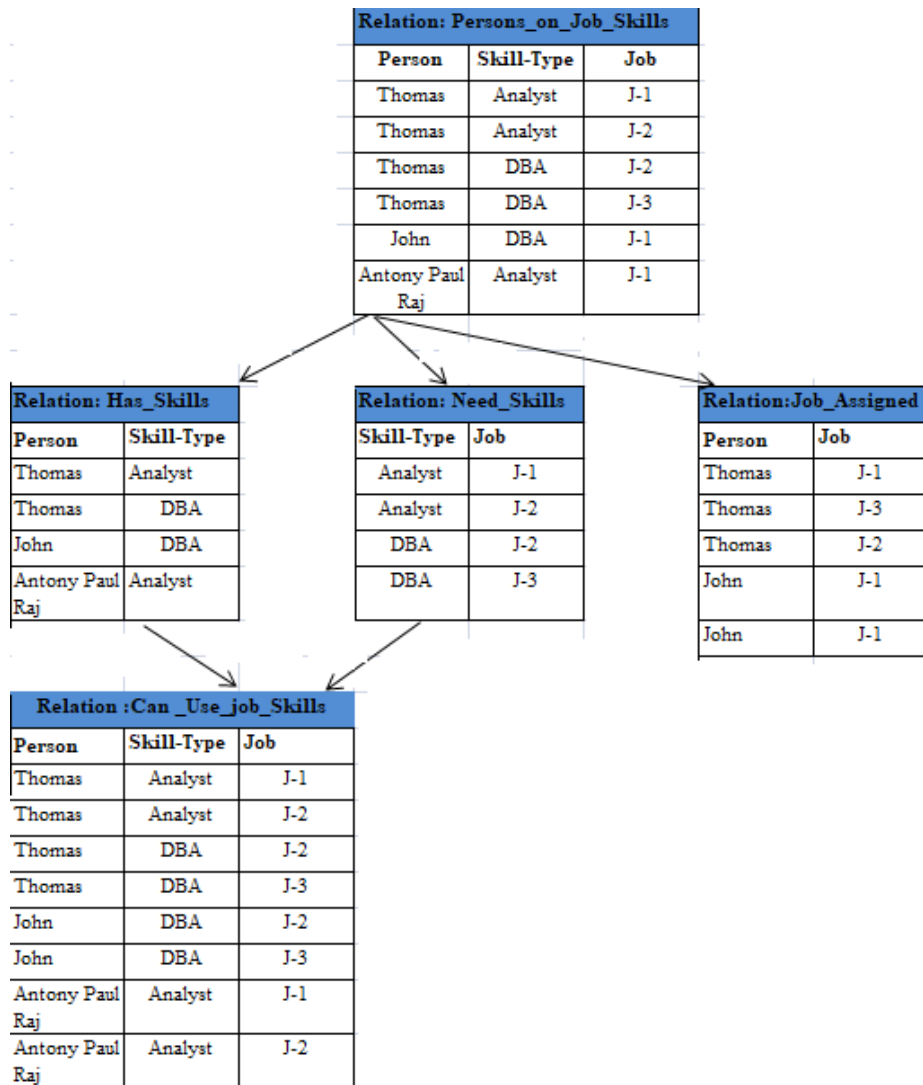 Relation: Persons_on_Job_Skills
Person Skill-Type Job
Thomas Analyst J-1
Thomas Analyst J-2
Thomas DBA J-2
Thomas DBA J-3
John DBA J-1
Antony Paul Analyst J-1
Raj
Relation: Has_Skills
Person Skill-Type
Thomas Analyst
Thomas DBA
John DBA
Antony Paul Analyst
Raj
Relation: Need_Skills
Skill-Type Job
Analyst J-1
Analyst J-2
DBA J-2
DBA J-3
Relation:Job_Assigned
Person Job
Thomas J-1
Thomas J-3
Thomas J-2
John J-1
John J-1
Relation :Can _Use_job_Skills
Person Skill-Type Job
Thomas Analyst J-1
Thomas Analyst J-2
Thomas DBA J-2
Thomas DBA J-3
John DBA J-2
John DBA J-3
Antony Paul Analyst J-1
Raj
Antony Paul Analyst J-2
Raj